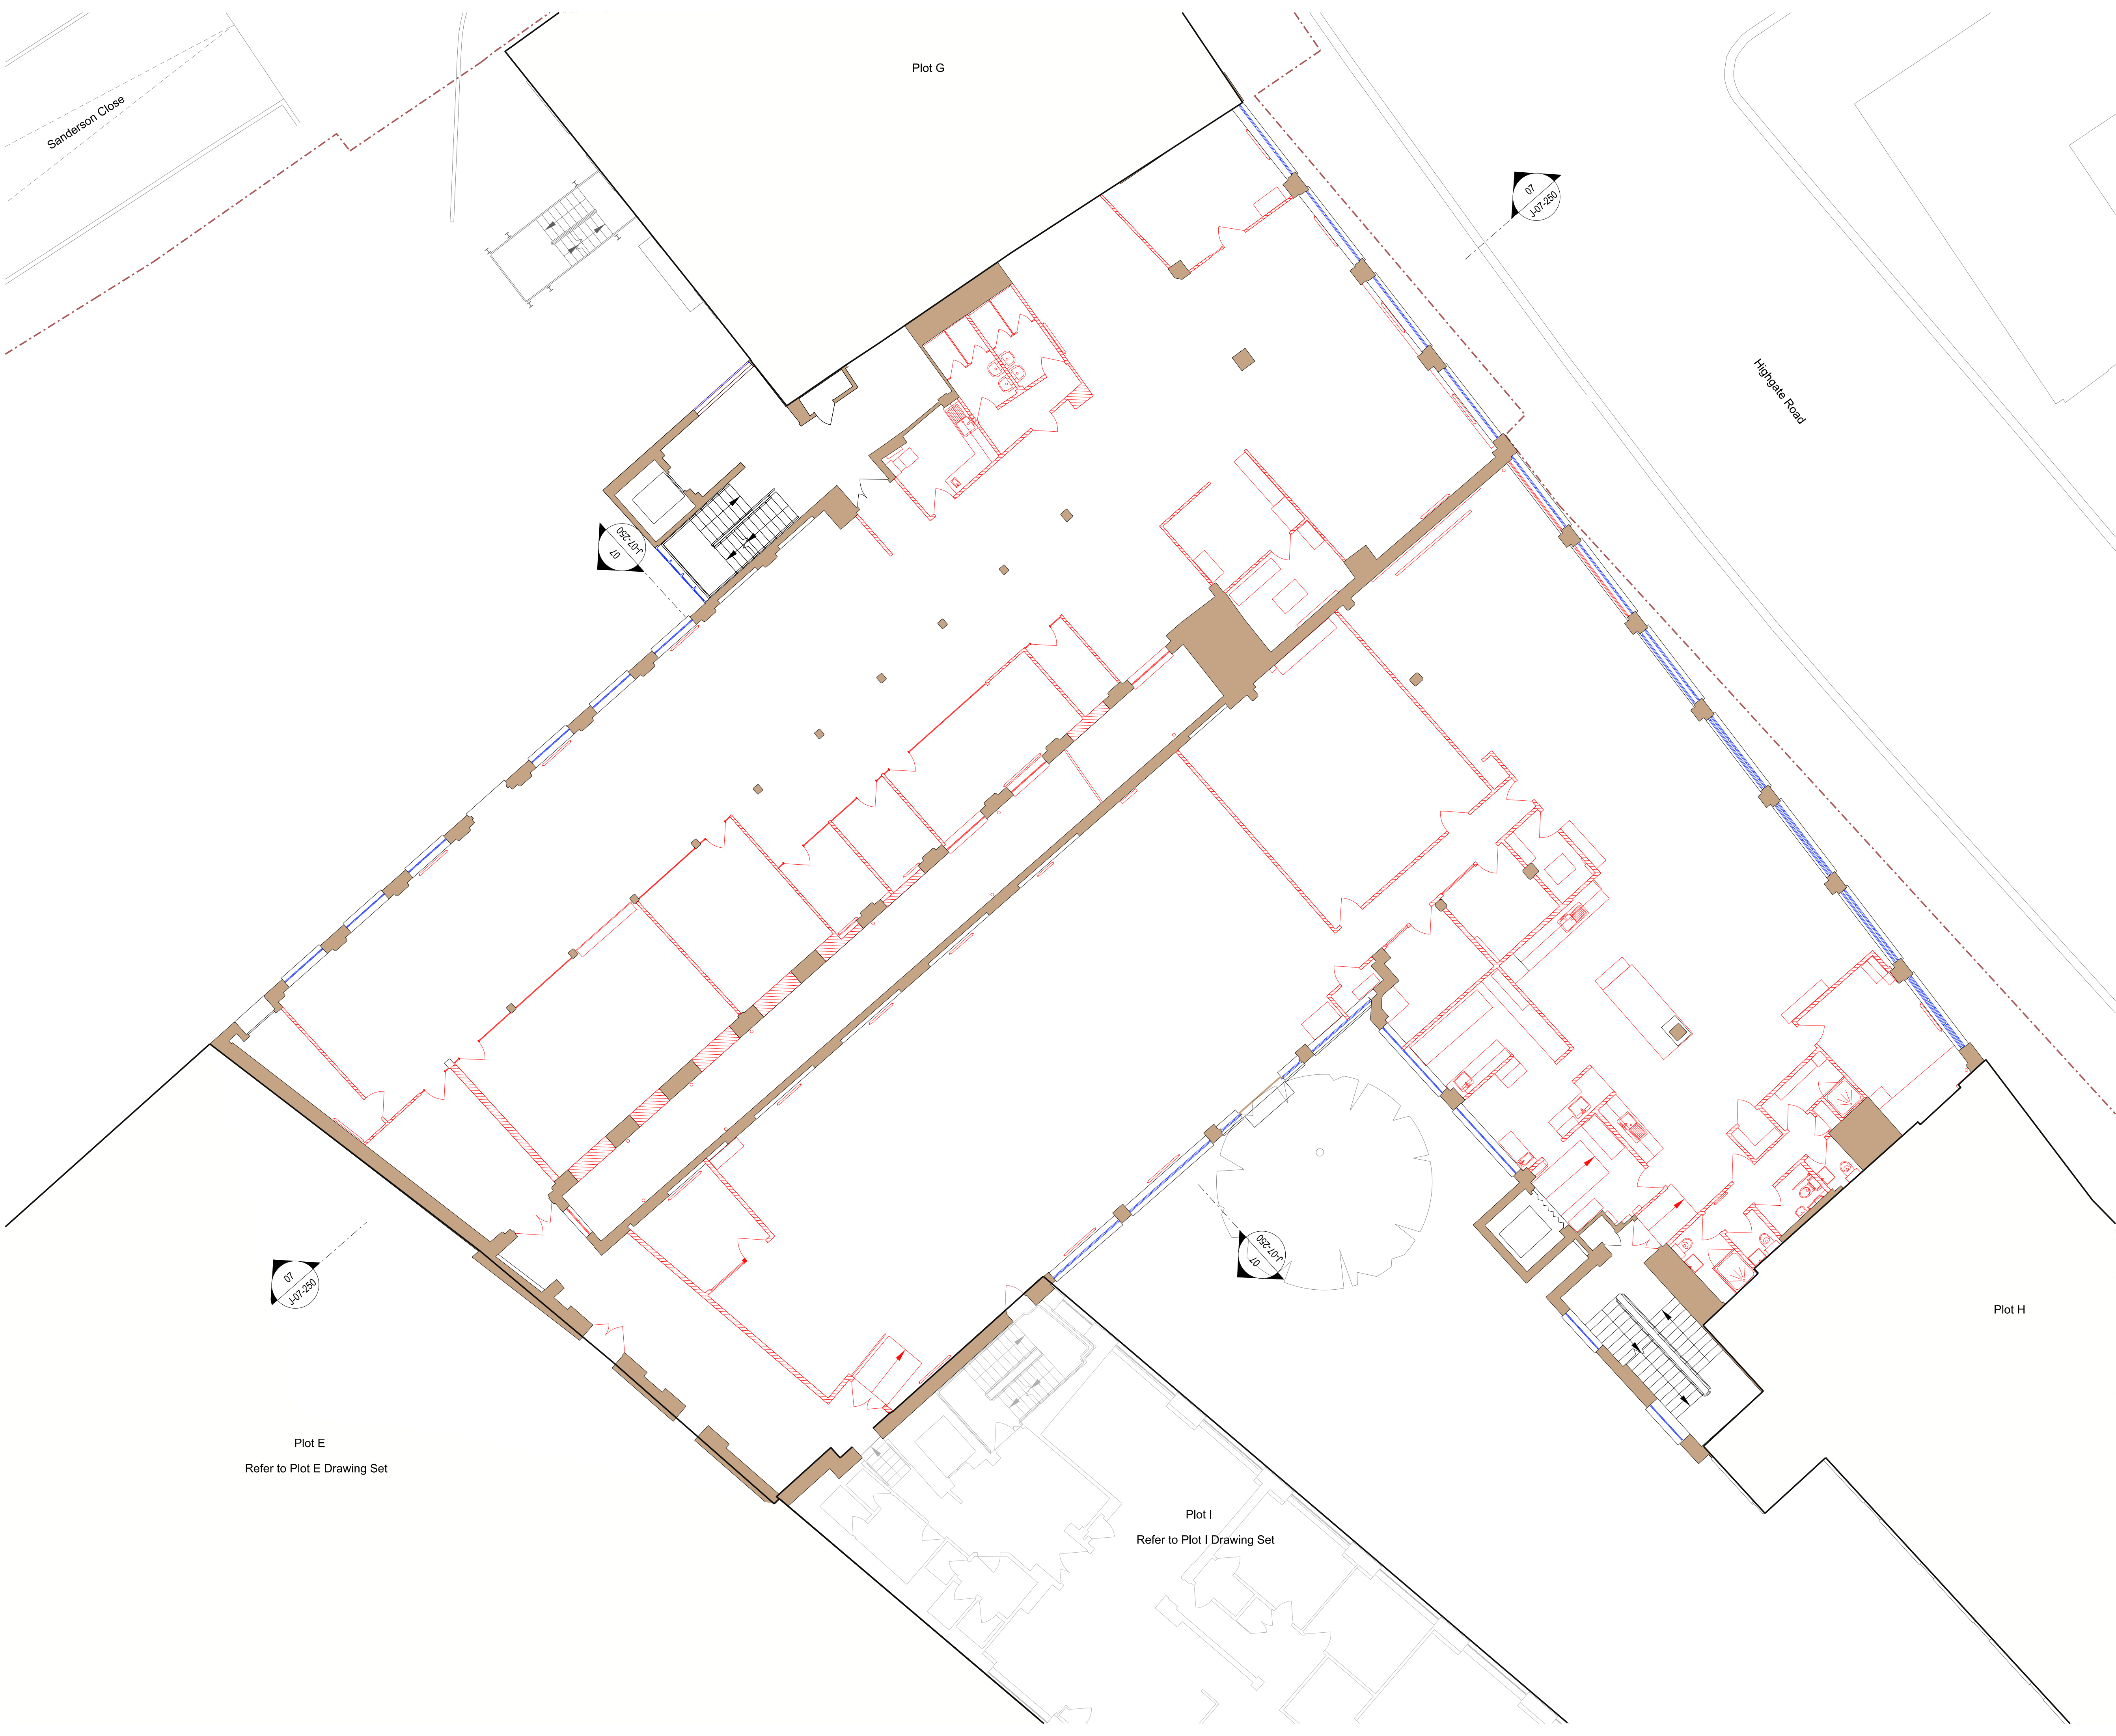 Plot G
Sanderson Close
07
J-07-250
Highgate Road
07
J-07-250
07
J-07-250
07
J-07-250
Plot H
Plot E
Refer to Plot E Drawing Set
Plot I
Refer to Plot I Drawing Set